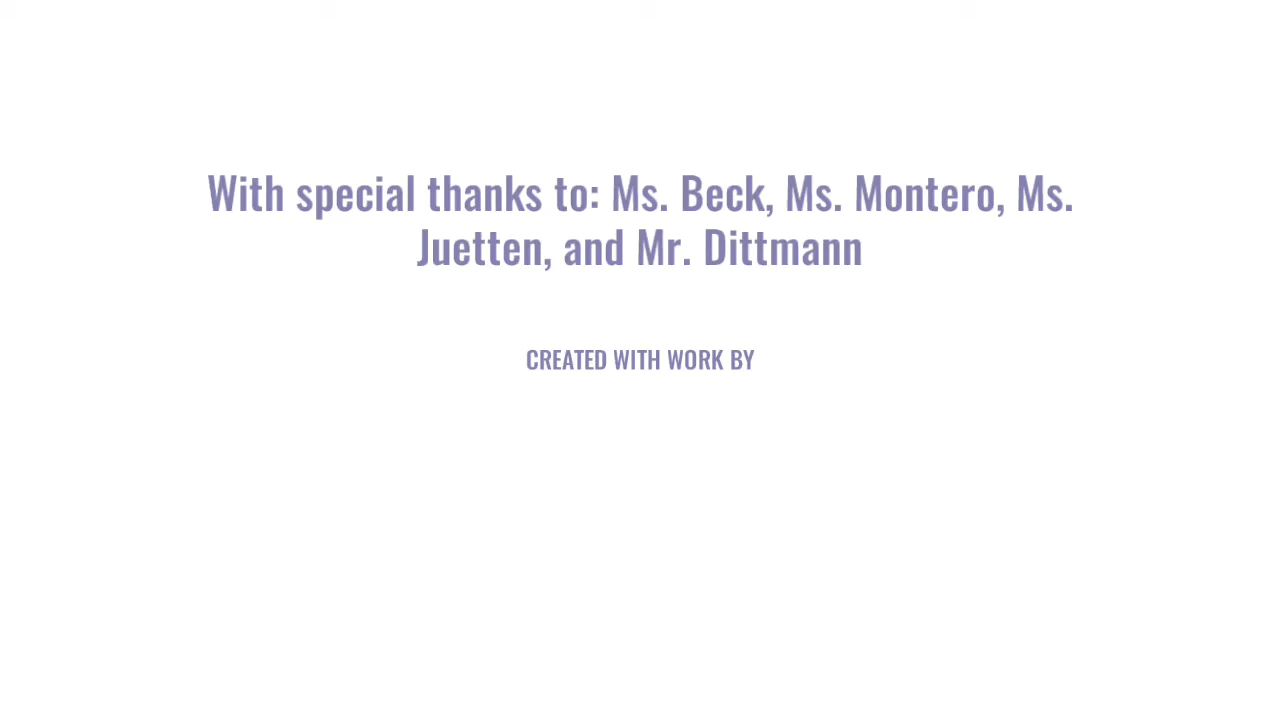 With special thanks to: Ms. Beck, Ms. Montero, Ms.
Juetten, and Mr. Dittmann
CREATED WITH WORK BY